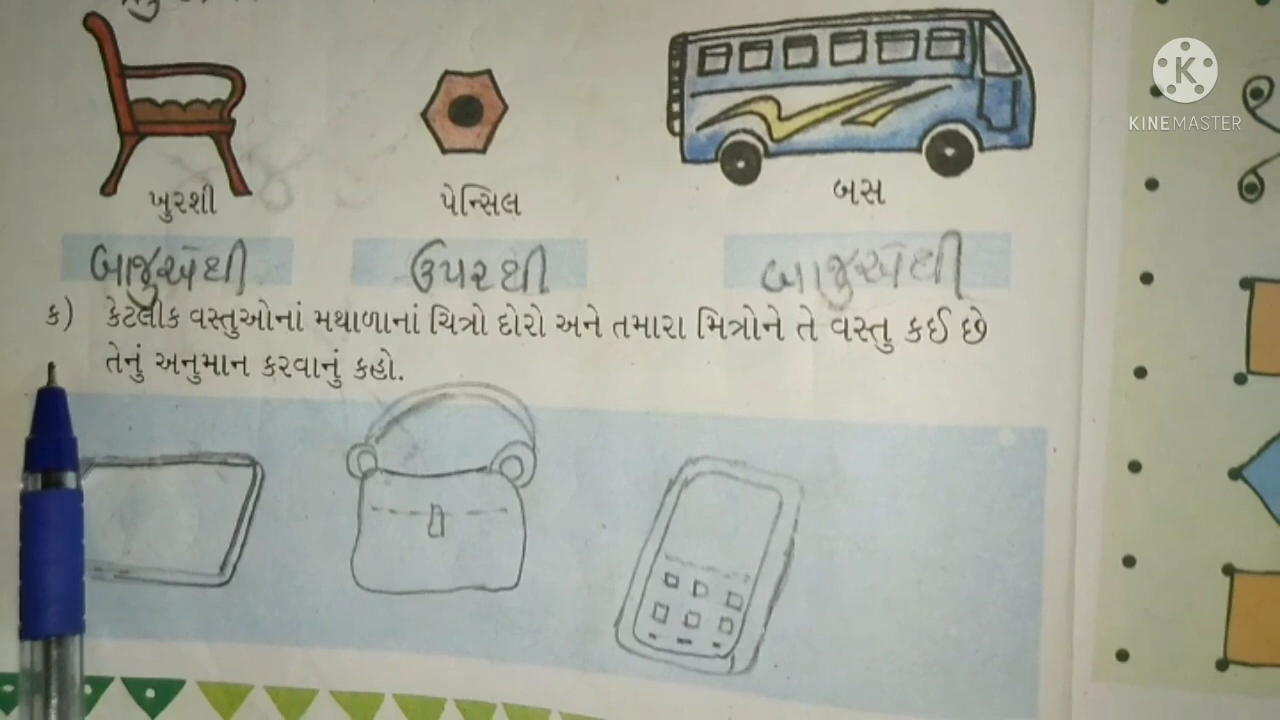 ખુરશી પેન્સિલ બસ
બાજુએથી ઉપરથી બાજુએથી
ક) કેટલીક વસ્તુઓનાં મથાળાનાં ચિત્રો દોરો અને તમારા મિત્રોને તે વસ્તુ કઈ છે
તેનું અનુમાન કરવાનું કહો.
K
KINEMASTER